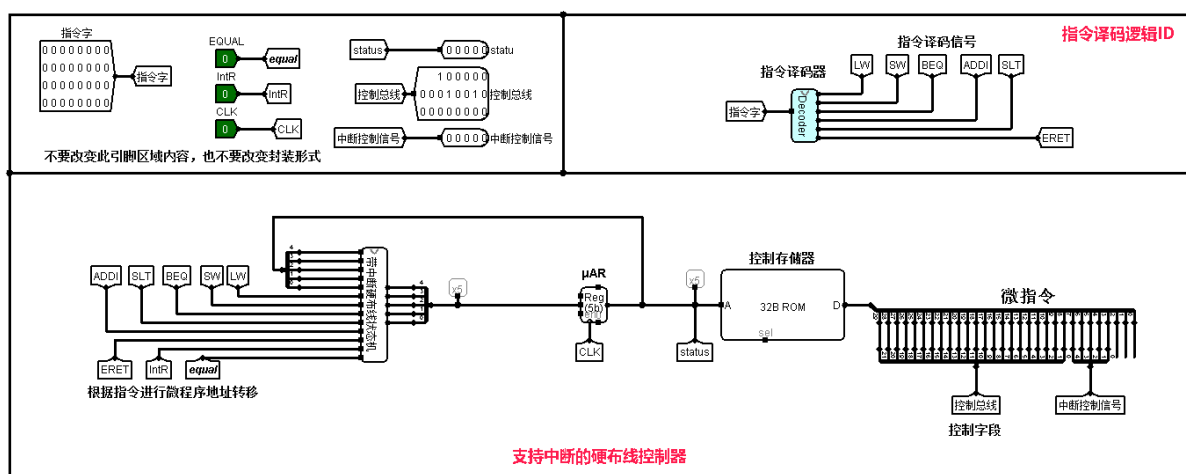 指令字
00000000
00000000
00000000
00000000
指令字
EQUAL
0
equal
IntR
0
IntR
CLK
0
CLK
status
00000
statu
控制总线
100000
00010010
00000000
控制总线
中断控制信号
00000
中断控制信号
不要改变此引脚区域内容，也不要改变封装形式
指令译码逻辑ID
指令译码信号
指令译码器
LW
SW
BEQ
ADDI
SLT
指令字
Decoder
ERET
ADDI
SLT
BEQ
SW
LW
带中断硬布线状态机
ERET
IntR
equal
根据指令进行微程序地址转移
x5
μAR
Reg
(5b)
CLK
x5
status
控制存储器
A
32B ROM
D
sel
微指令
控制总线
控制字段
中断控制信号
支持中断的硬布线控制器